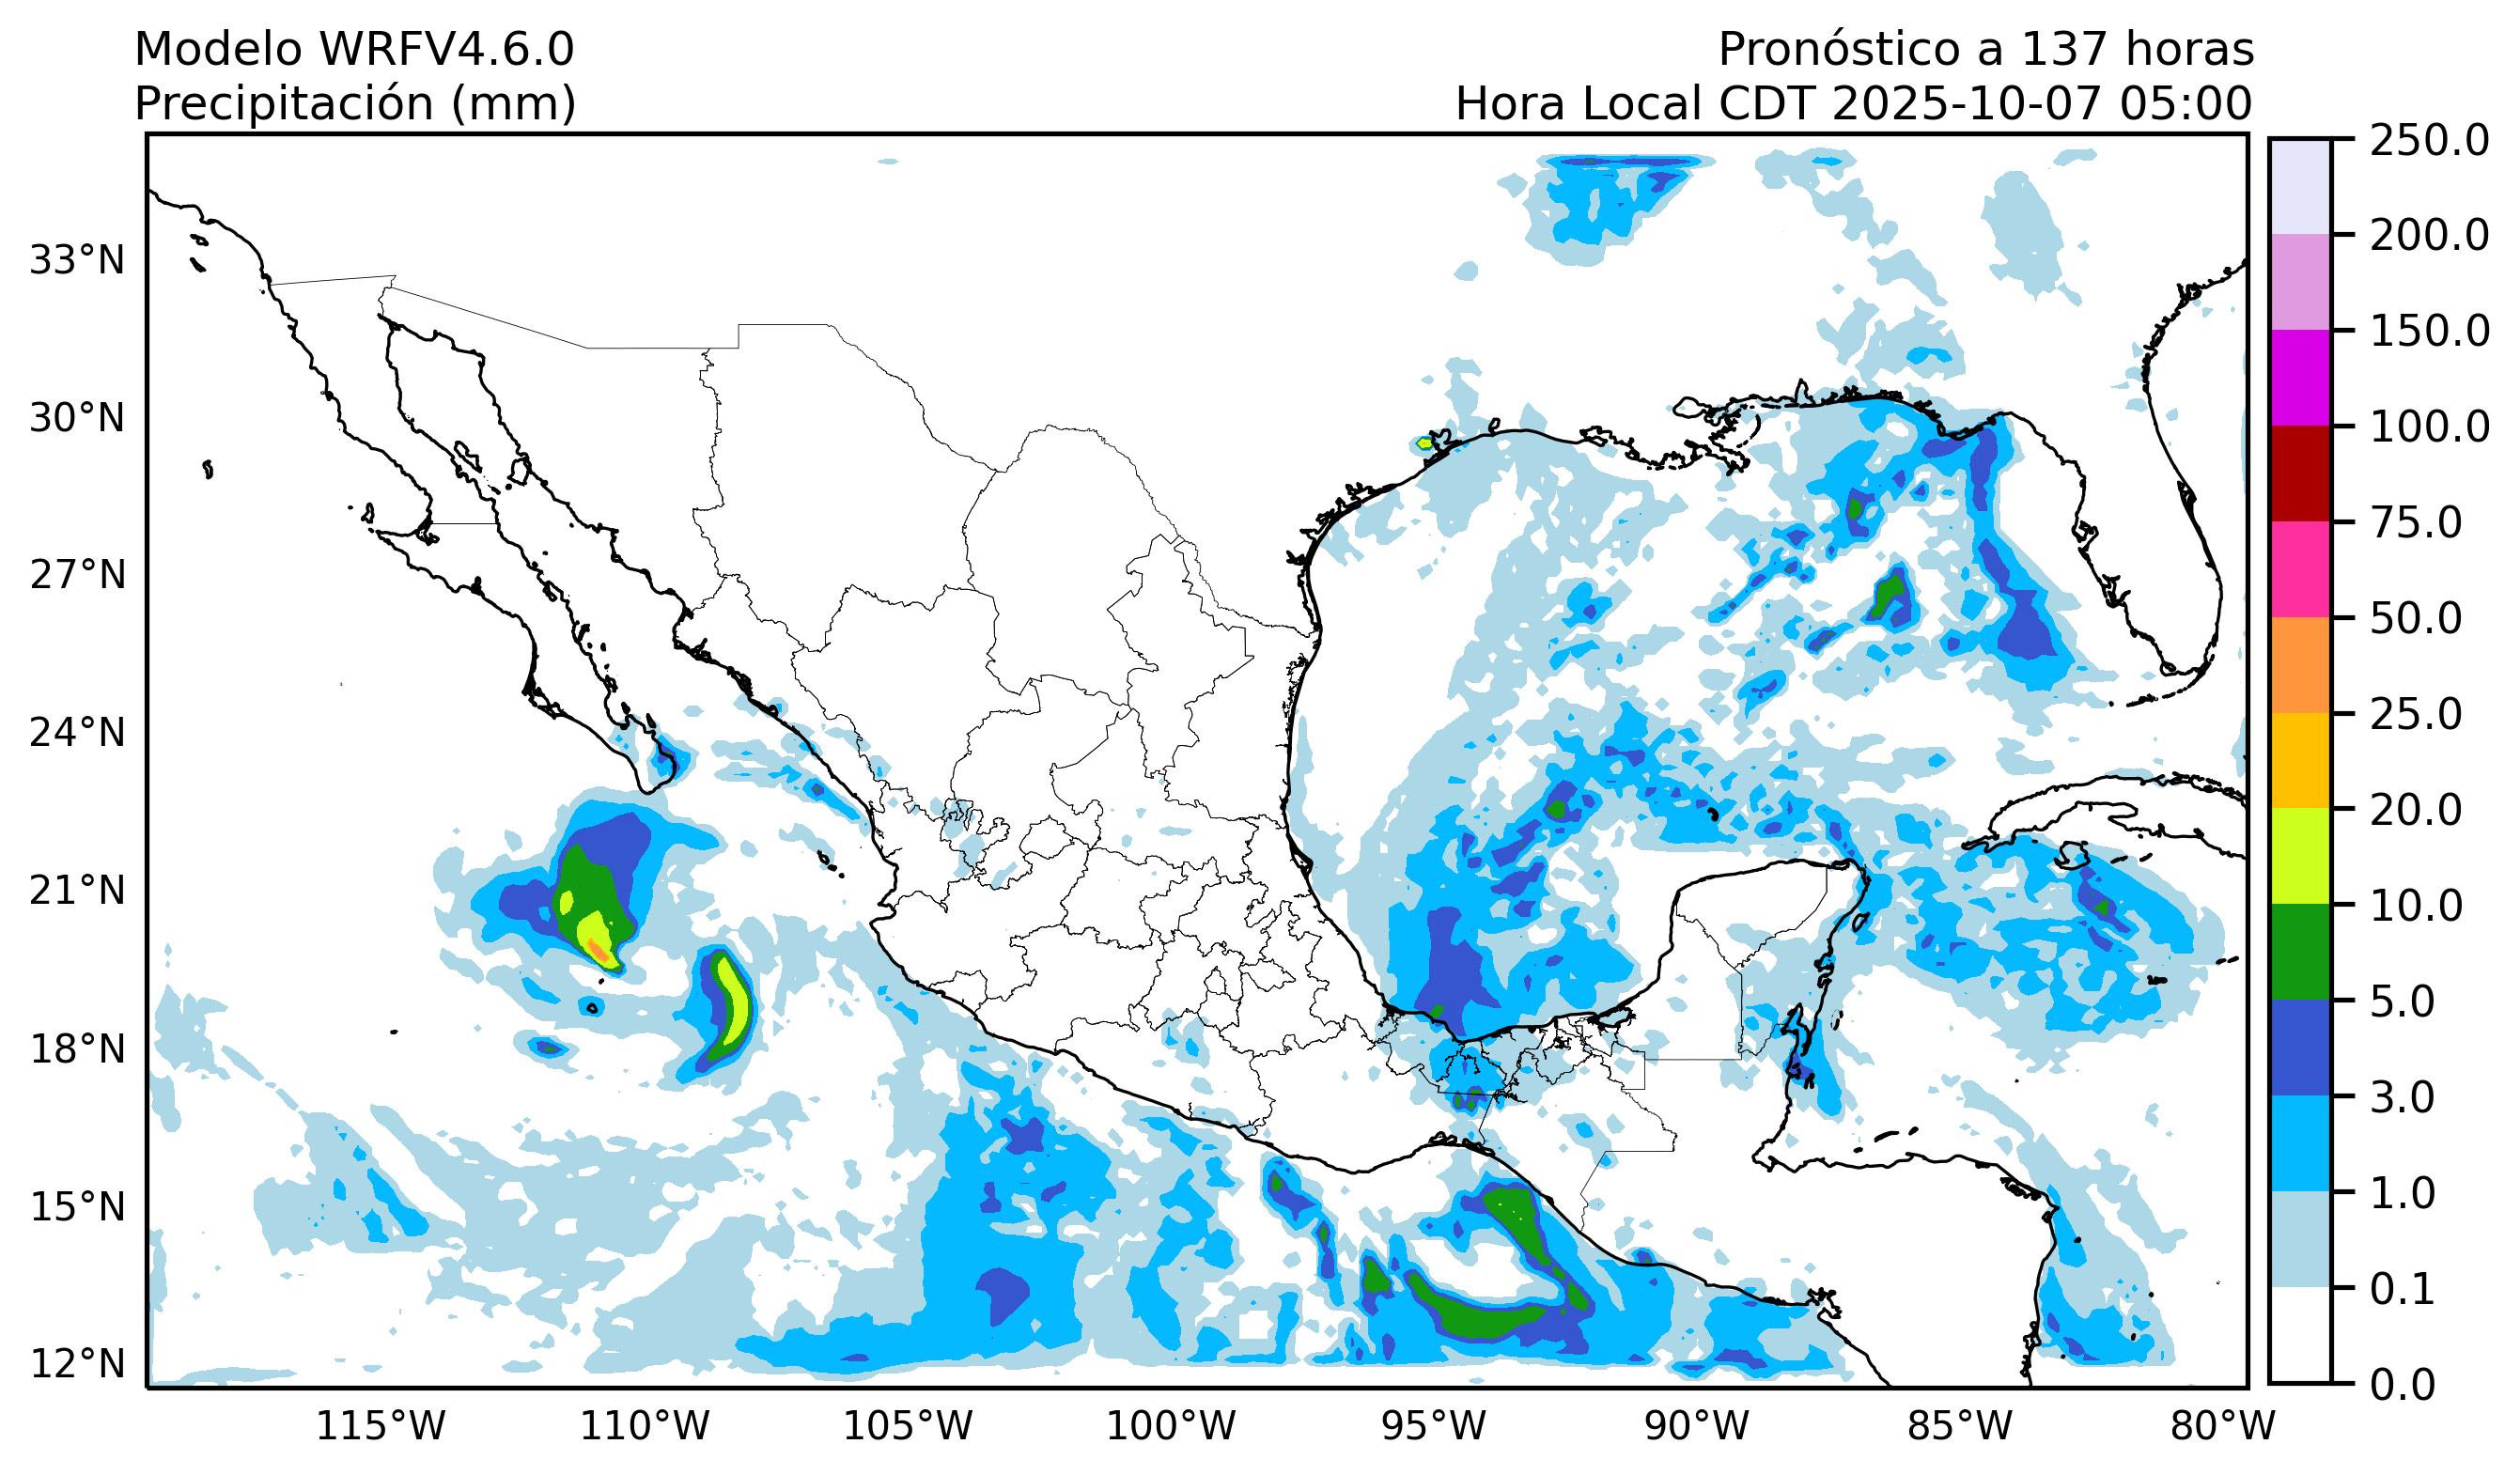 Modelo WRFV4.6.0
Precipitación (mm)
Pronóstico a 137 horas
Hora Local CDT 2025-10-07 05:00
33°N
30°N
27°N
24°N
21°N
18°N
15°N
12°N
115°W
110°W
105°W
100°W
95°W
90°W
85°W
80°W
250.0
200.0
150.0
100.0
75.0
50.0
25.0
20.0
10.0
5.0
3.0
1.0
0.1
0.0